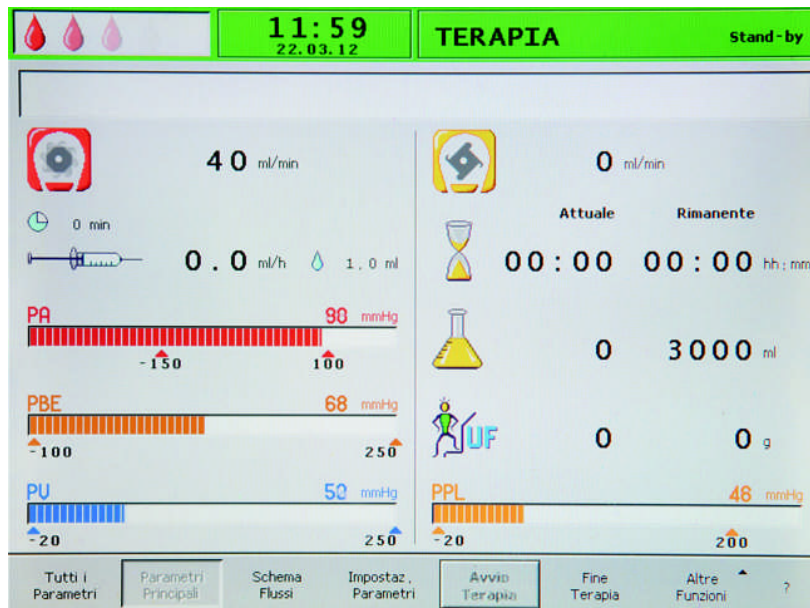 11:59
22.03.12
TERAPIA
Stand-by
40 ml/min
0 min
0.0 ml/h 1,0 ml
PA 90 mmHg
-150 100
PBE 68 mmHg
-100 250
PV 50 mmHg
-20 250
0 ml/min
Attuale Rimanente
00:00 00:00 hh:mm
0 3000 ml
UF 0 0 g
PPL 46 mmHg
-20 200
Tutti i Parametri
Parametri Principali
Schema Flussi
Impostaz. Parametri
Avvio Terapia
Fine Terapia
Altre Funzioni
?